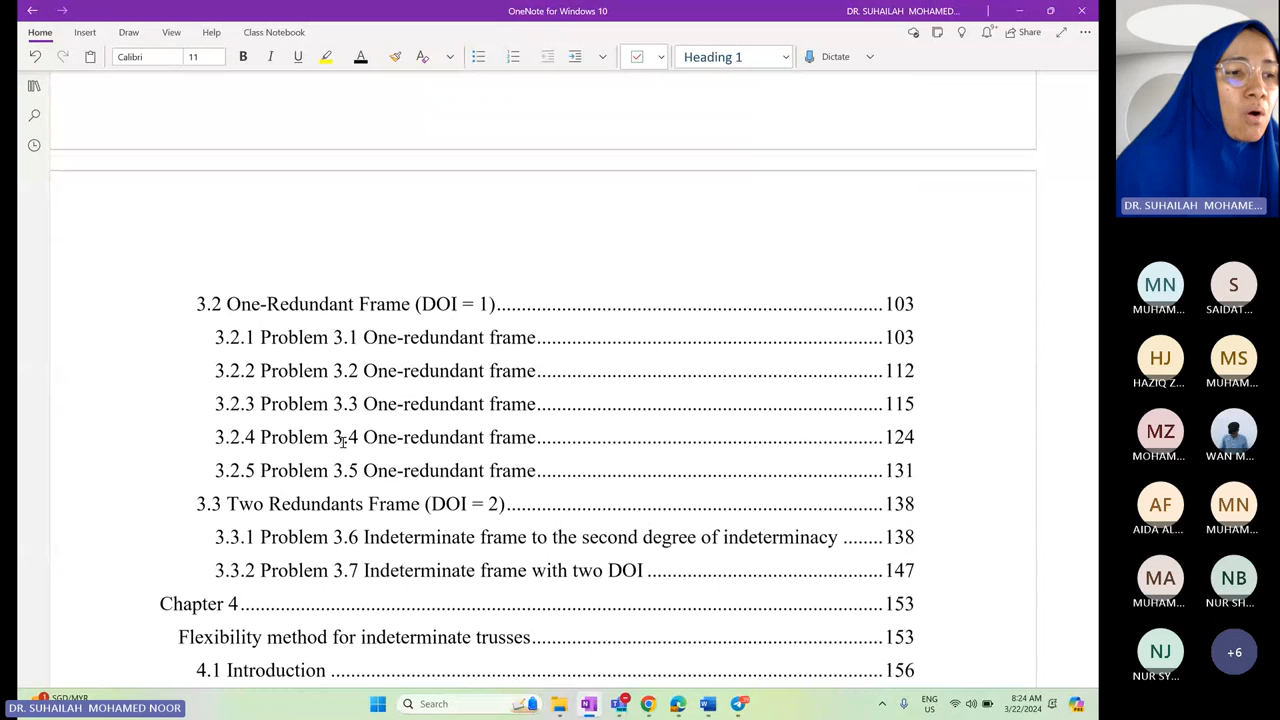 OneNote for Windows 10
DR. SUHAILAH MOHAMED...
Home Insert Draw View Help Class Notebook
Share
Calibri 11 B I U A Heading 1 Dictate
3.2 One-Redundant Frame (DOI = 1) 103
3.2.1 Problem 3.1 One-redundant frame 103
3.2.2 Problem 3.2 One-redundant frame 112
3.2.3 Problem 3.3 One-redundant frame 115
3.2.4 Problem 3.4 One-redundant frame 124
3.2.5 Problem 3.5 One-redundant frame 131
3.3 Two Redundants Frame (DOI = 2) 138
3.3.1 Problem 3.6 Indeterminate frame to the second degree of indeterminacy 138
3.3.2 Problem 3.7 Indeterminate frame with two DOI 147
Chapter 4 153
Flexibility method for indeterminate trusses 153
4.1 Introduction 156
DR. SUHAILAH MOHAME...
MN S
MUHAM... SAIDAT...
HJ MS
HAZIQ Z... MUHAM...
MZ
MOHAM... WAN M...
AF MN
AIDA AL... MUHAM...
MA NB
MUHAM... NUR SH...
NJ +6
NUR SY...
SGD/MYR
DR. SUHAILAH MOHAMED NOOR
Search
ENG
US
8:24 AM
3/22/2024